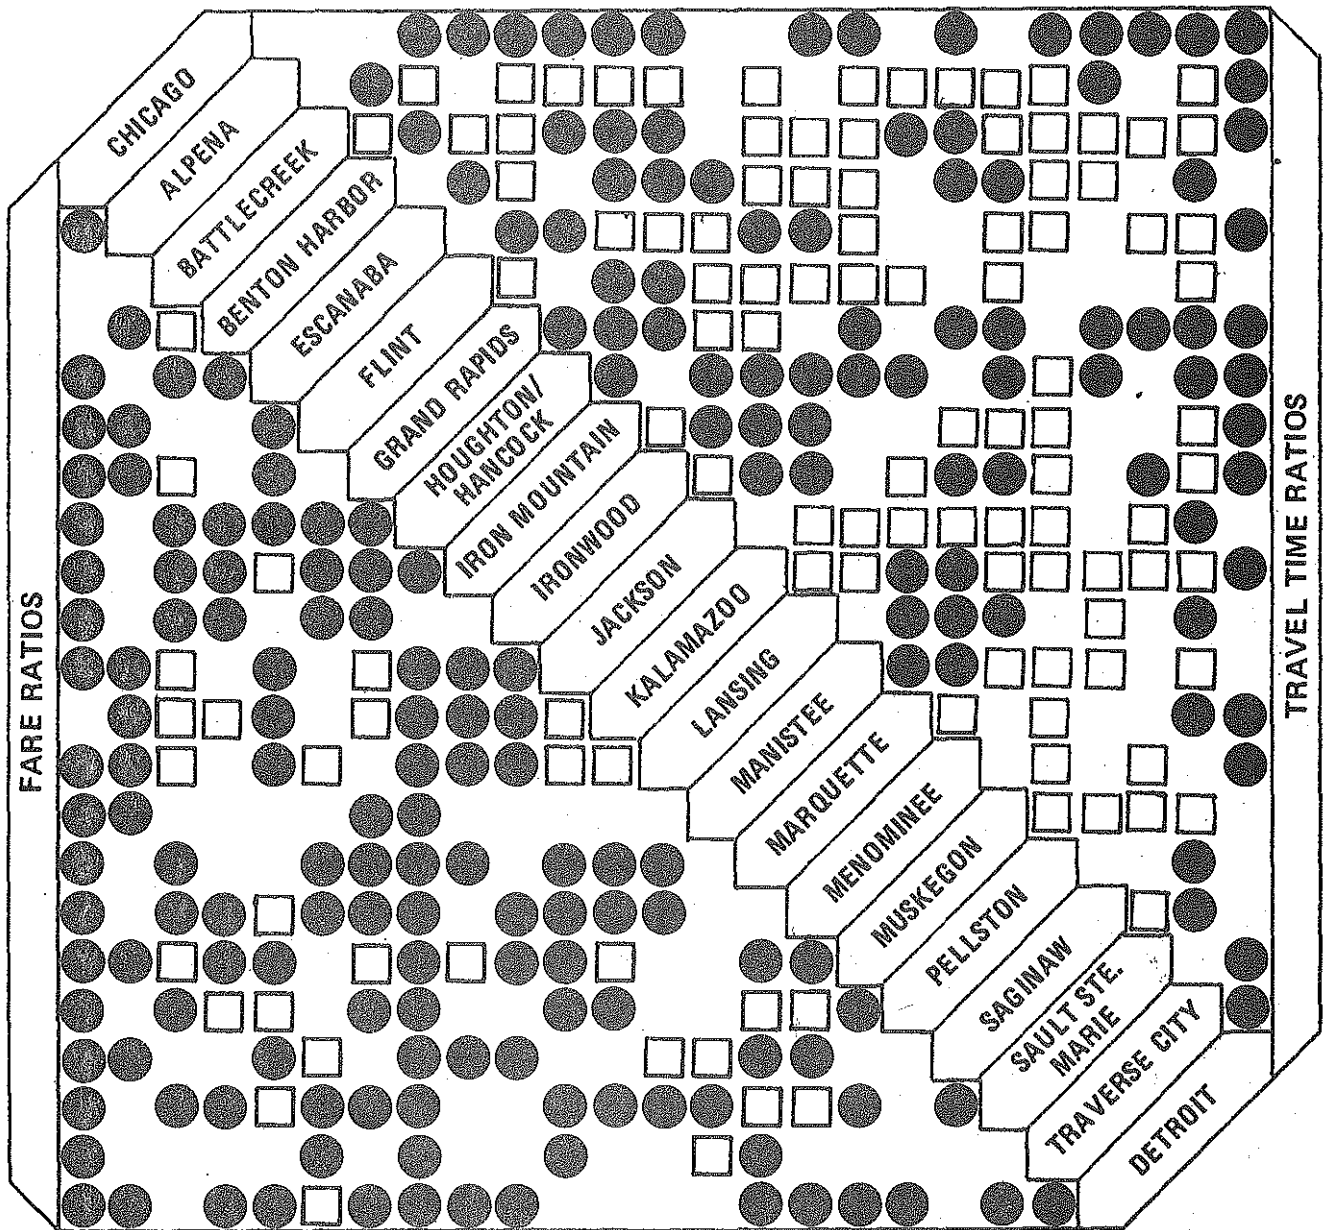 CHICAGO
ALPENA
BATTLECREEK
BENTON HARBOR
ESCANABA
FLINT
GRAND RAPIDS
HOUGHTON/
HANCOCK
IRON MOUNTAIN
IRONWOOD
JACKSON
KALAMAZOO
LANSING
MANISTEE
MARQUETTE
MENOMINEE
MUSKEGON
PELLSTON
SAGINAW
SAULT STE.
MARIE
TRAVERSE CITY
DETROIT
FARE RATIOS
TRAVEL TIME RATIOS